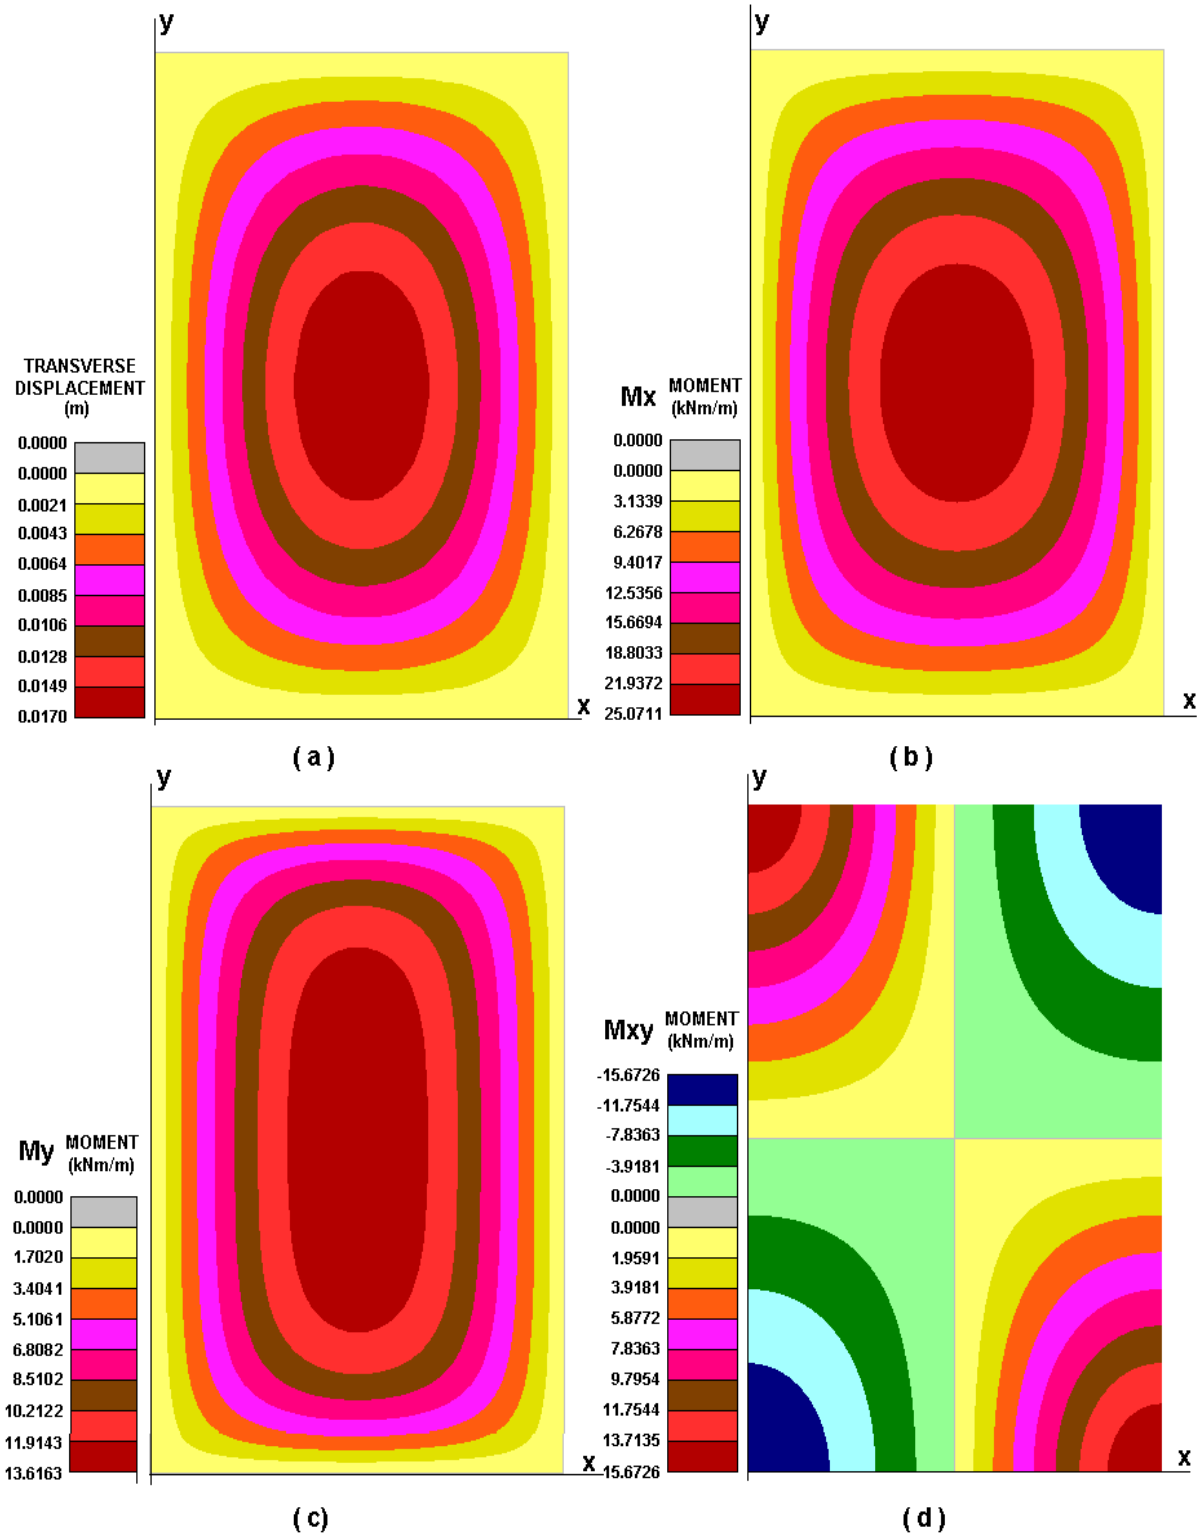 y
TRANSVERSE
DISPLACEMENT
(m)
0.0000
0.0000
0.0021
0.0043
0.0064
0.0085
0.0106
0.0128
0.0149
0.0170
x
( a )
y
Mx MOMENT
(kNm/m)
0.0000
0.0000
3.1339
6.2678
9.4017
12.5356
15.6694
18.8033
21.9372
25.0711
x
( b )
y
My MOMENT
(kNm/m)
0.0000
0.0000
1.7020
3.4041
5.1061
6.8082
8.5102
10.2122
11.9143
13.6163
x
( c )
y
Mxy MOMENT
(kNm/m)
-15.6726
-11.7544
-7.8363
-3.9181
0.0000
0.0000
1.9591
3.9181
5.8772
7.8363
9.7954
11.7544
13.7135
15.6726
x
( d )